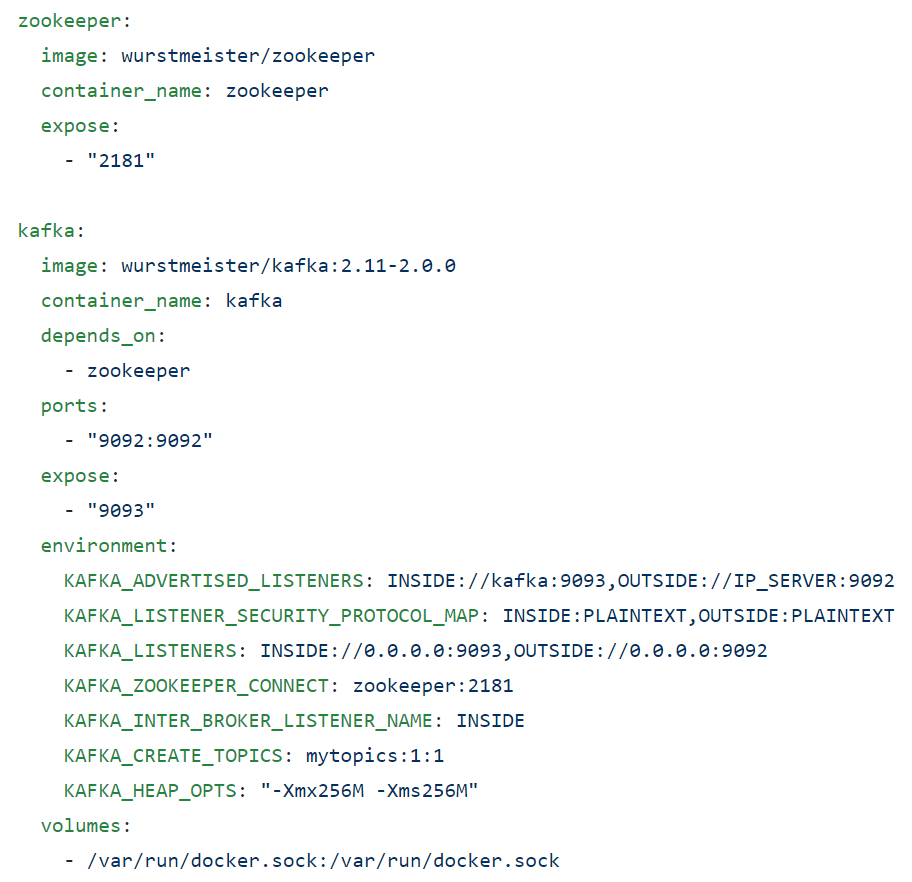 zookeeper:
  image: wurstmeister/zookeeper
  container_name: zookeeper
  expose:
    - "2181"

kafka:
  image: wurstmeister/kafka:2.11-2.0.0
  container_name: kafka
  depends_on:
    - zookeeper
  ports:
    - "9092:9092"
  expose:
    - "9093"
  environment:
    KAFKA_ADVERTISED_LISTENERS: INSIDE://kafka:9093,OUTSIDE://IP_SERVER:9092
    KAFKA_LISTENER_SECURITY_PROTOCOL_MAP: INSIDE:PLAINTEXT,OUTSIDE:PLAINTEXT
    KAFKA_LISTENERS: INSIDE://0.0.0.0:9093,OUTSIDE://0.0.0.0:9092
    KAFKA_ZOOKEEPER_CONNECT: zookeeper:2181
    KAFKA_INTER_BROKER_LISTENER_NAME: INSIDE
    KAFKA_CREATE_TOPICS: mytopics:1:1
    KAFKA_HEAP_OPTS: "-Xmx256M -Xms256M"
  volumes:
    - /var/run/docker.sock:/var/run/docker.sock